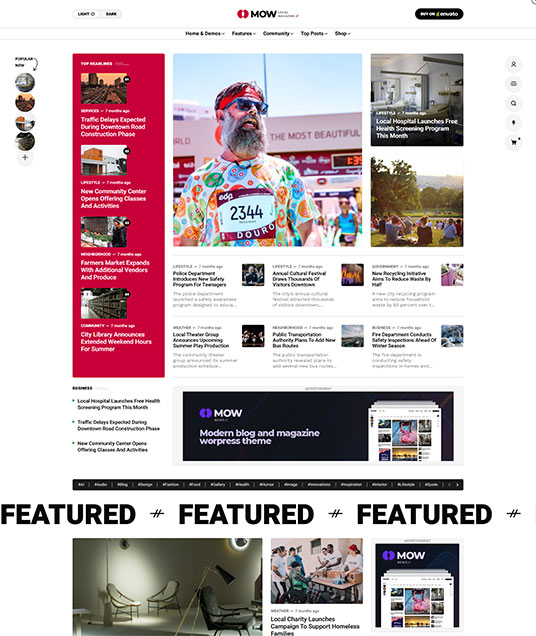 LIGHT
DARK
MOW
LOCAL
MAGAZINE
BUY ON envato
Home & Demos
Features
Community
Top Posts
Shop
POPULAR
NOW
TOP HEADLINES
SERVICES — 7 months ago
Traffic Delays Expected
During Downtown Road
Construction Phase
LIFESTYLE — 7 months ago
New Community Center
Opens Offering Classes
And Activities
NEIGHBORHOOD — 7 months ago
Farmers Market Expands
With Additional Vendors
And Produce
COMMUNITY — 7 months ago
City Library Announces
Extended Weekend Hours
For Summer
THE MOST BEAUTIFUL
edp
2344
DOURO
LIFESTYLE — 7 months ago
Local Hospital Launches Free
Health Screening Program
This Month
LIFESTYLE — 7 months ago
Police Department
Introduces New Safety
Program For Teenagers
The police department
launched a safety awareness
program designed to educa...
LIFESTYLE — 7 months ago
Annual Cultural Festival
Draws Thousands Of
Visitors Downtown
The city's annual cultural
festival attracted thousands
of visitors downtown,...
GOVERNMENT — 7 months ago
New Recycling Initiative
Aims To Reduce Waste By
Half
A new city recycling program
aims to reduce household
waste by 50 percent t...
WEATHER — 7 months ago
Local Theater Group
Announces Upcoming
Summer Play Production
The community theater
group announced its summer
production schedule...
NEIGHBORHOOD — 7 months ago
Public Transportation
Authority Plans To Add New
Bus Routes
The public transportation
authority revealed plans to
add several new bus routes...
BUSINESS — 7 months ago
Fire Department Conducts
Safety Inspections Ahead Of
Winter Season
The fire department is
conducting safety
inspections in homes and...
BUSINESS
Local Hospital Launches Free Health
Screening Program This Month
Traffic Delays Expected During
Downtown Road Construction Phase
New Community Center Opens
Offering Classes And Activities
ADVERTISEMENT
MOW
Modern blog and magazine
worpress theme
#AI
#Audio
#Blog
#Design
#Fashion
#Food
#Gallery
#Health
#Humor
#Image
#Innovations
#Inspiration
#Interior
#Lifestyle
#Quote
FEATURED
FEATURED
FEATURED
WEATHER — 7 months ago
Local Charity Launches
Campaign To Support Homeless
Families
ADVERTISEMENT
MOW